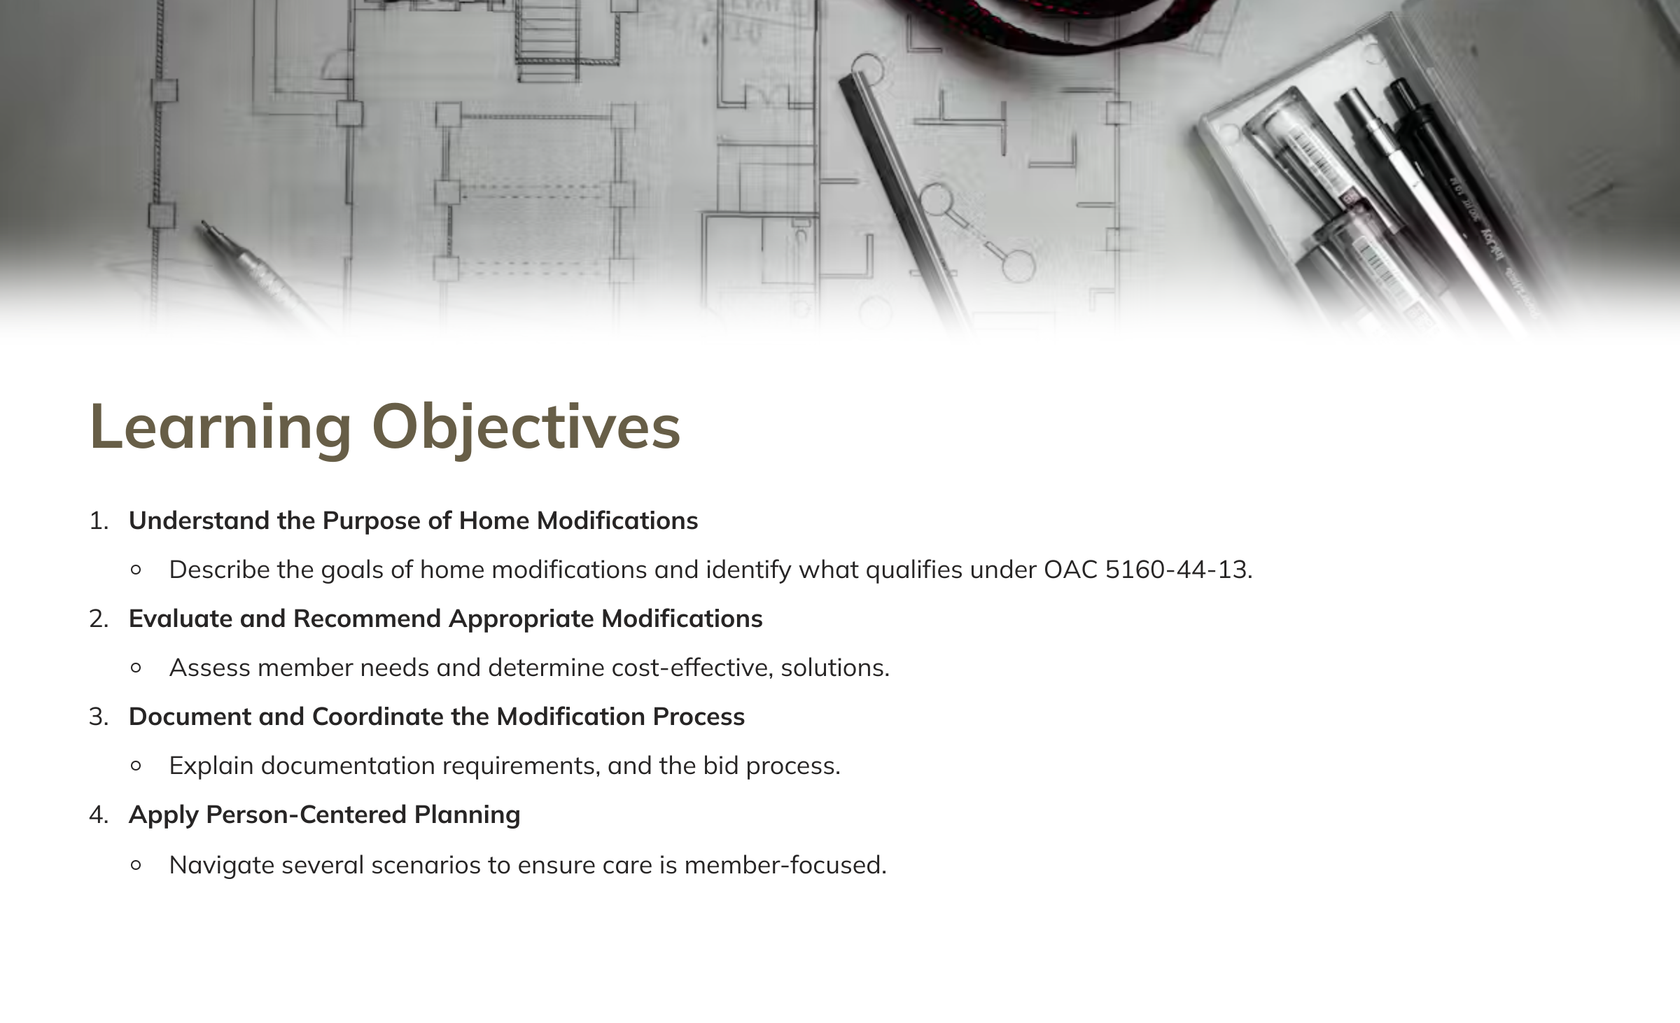 Learning Objectives
1. Understand the Purpose of Home Modifications
○ Describe the goals of home modifications and identify what qualifies under OAC 5160-44-13.
2. Evaluate and Recommend Appropriate Modifications
○ Assess member needs and determine cost-effective, solutions.
3. Document and Coordinate the Modification Process
○ Explain documentation requirements, and the bid process.
4. Apply Person-Centered Planning
○ Navigate several scenarios to ensure care is member-focused.